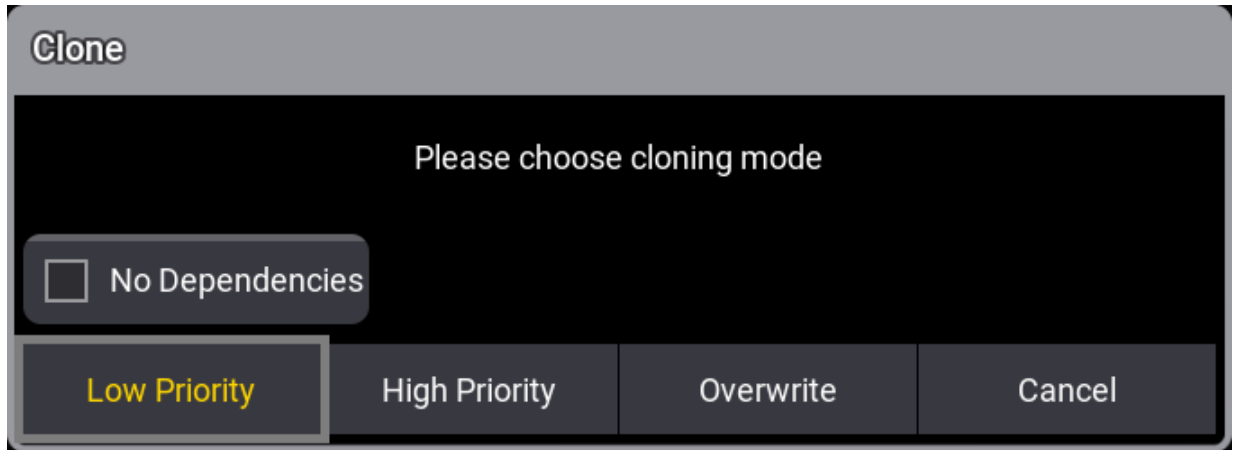 Clone
Please choose cloning mode
No Dependencies
Low Priority High Priority Overwrite Cancel